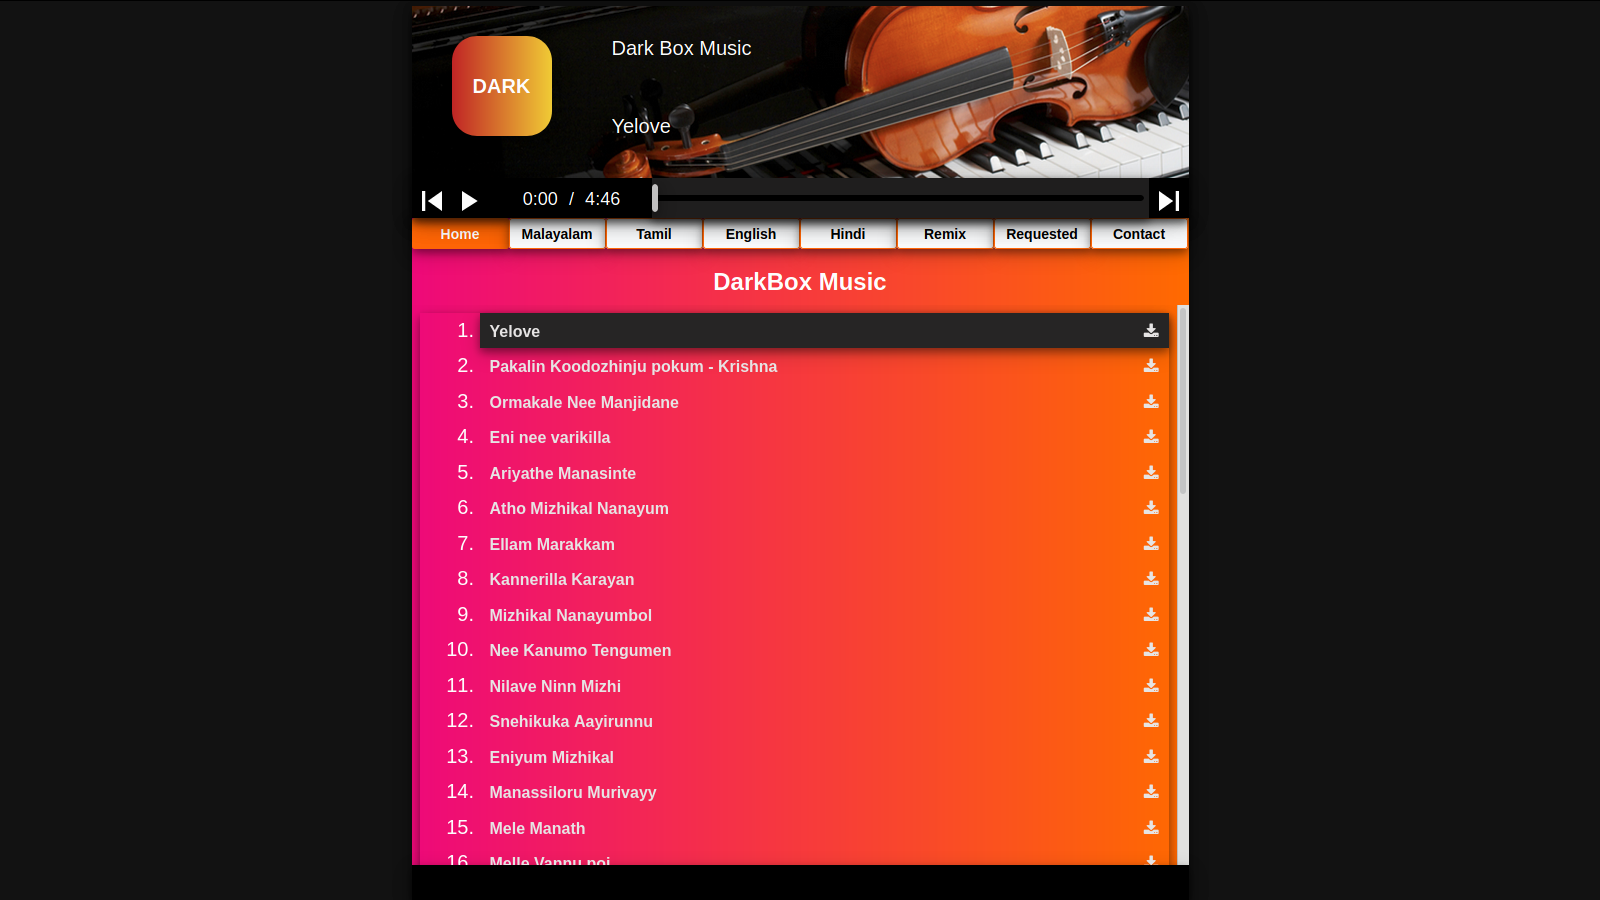 Dark Box Music
DARK
Yelove
0:00 / 4:46
Home Malayalam Tamil English Hindi Remix Requested Contact
DarkBox Music
1. Yelove
2. Pakalin Koodozhinju pokum - Krishna
3. Ormakale Nee Manjidane
4. Eni nee varikilla
5. Ariyathe Manasinte
6. Atho Mizhikal Nanayum
7. Ellam Marakkam
8. Kannerilla Karayan
9. Mizhikal Nanayumbol
10. Nee Kanumo Tengumen
11. Nilave Ninn Mizhi
12. Snehikuka Aayirunnu
13. Eniyum Mizhikal
14. Manassiloru Murivayy
15. Mele Manath
16. Melle Vannu poi